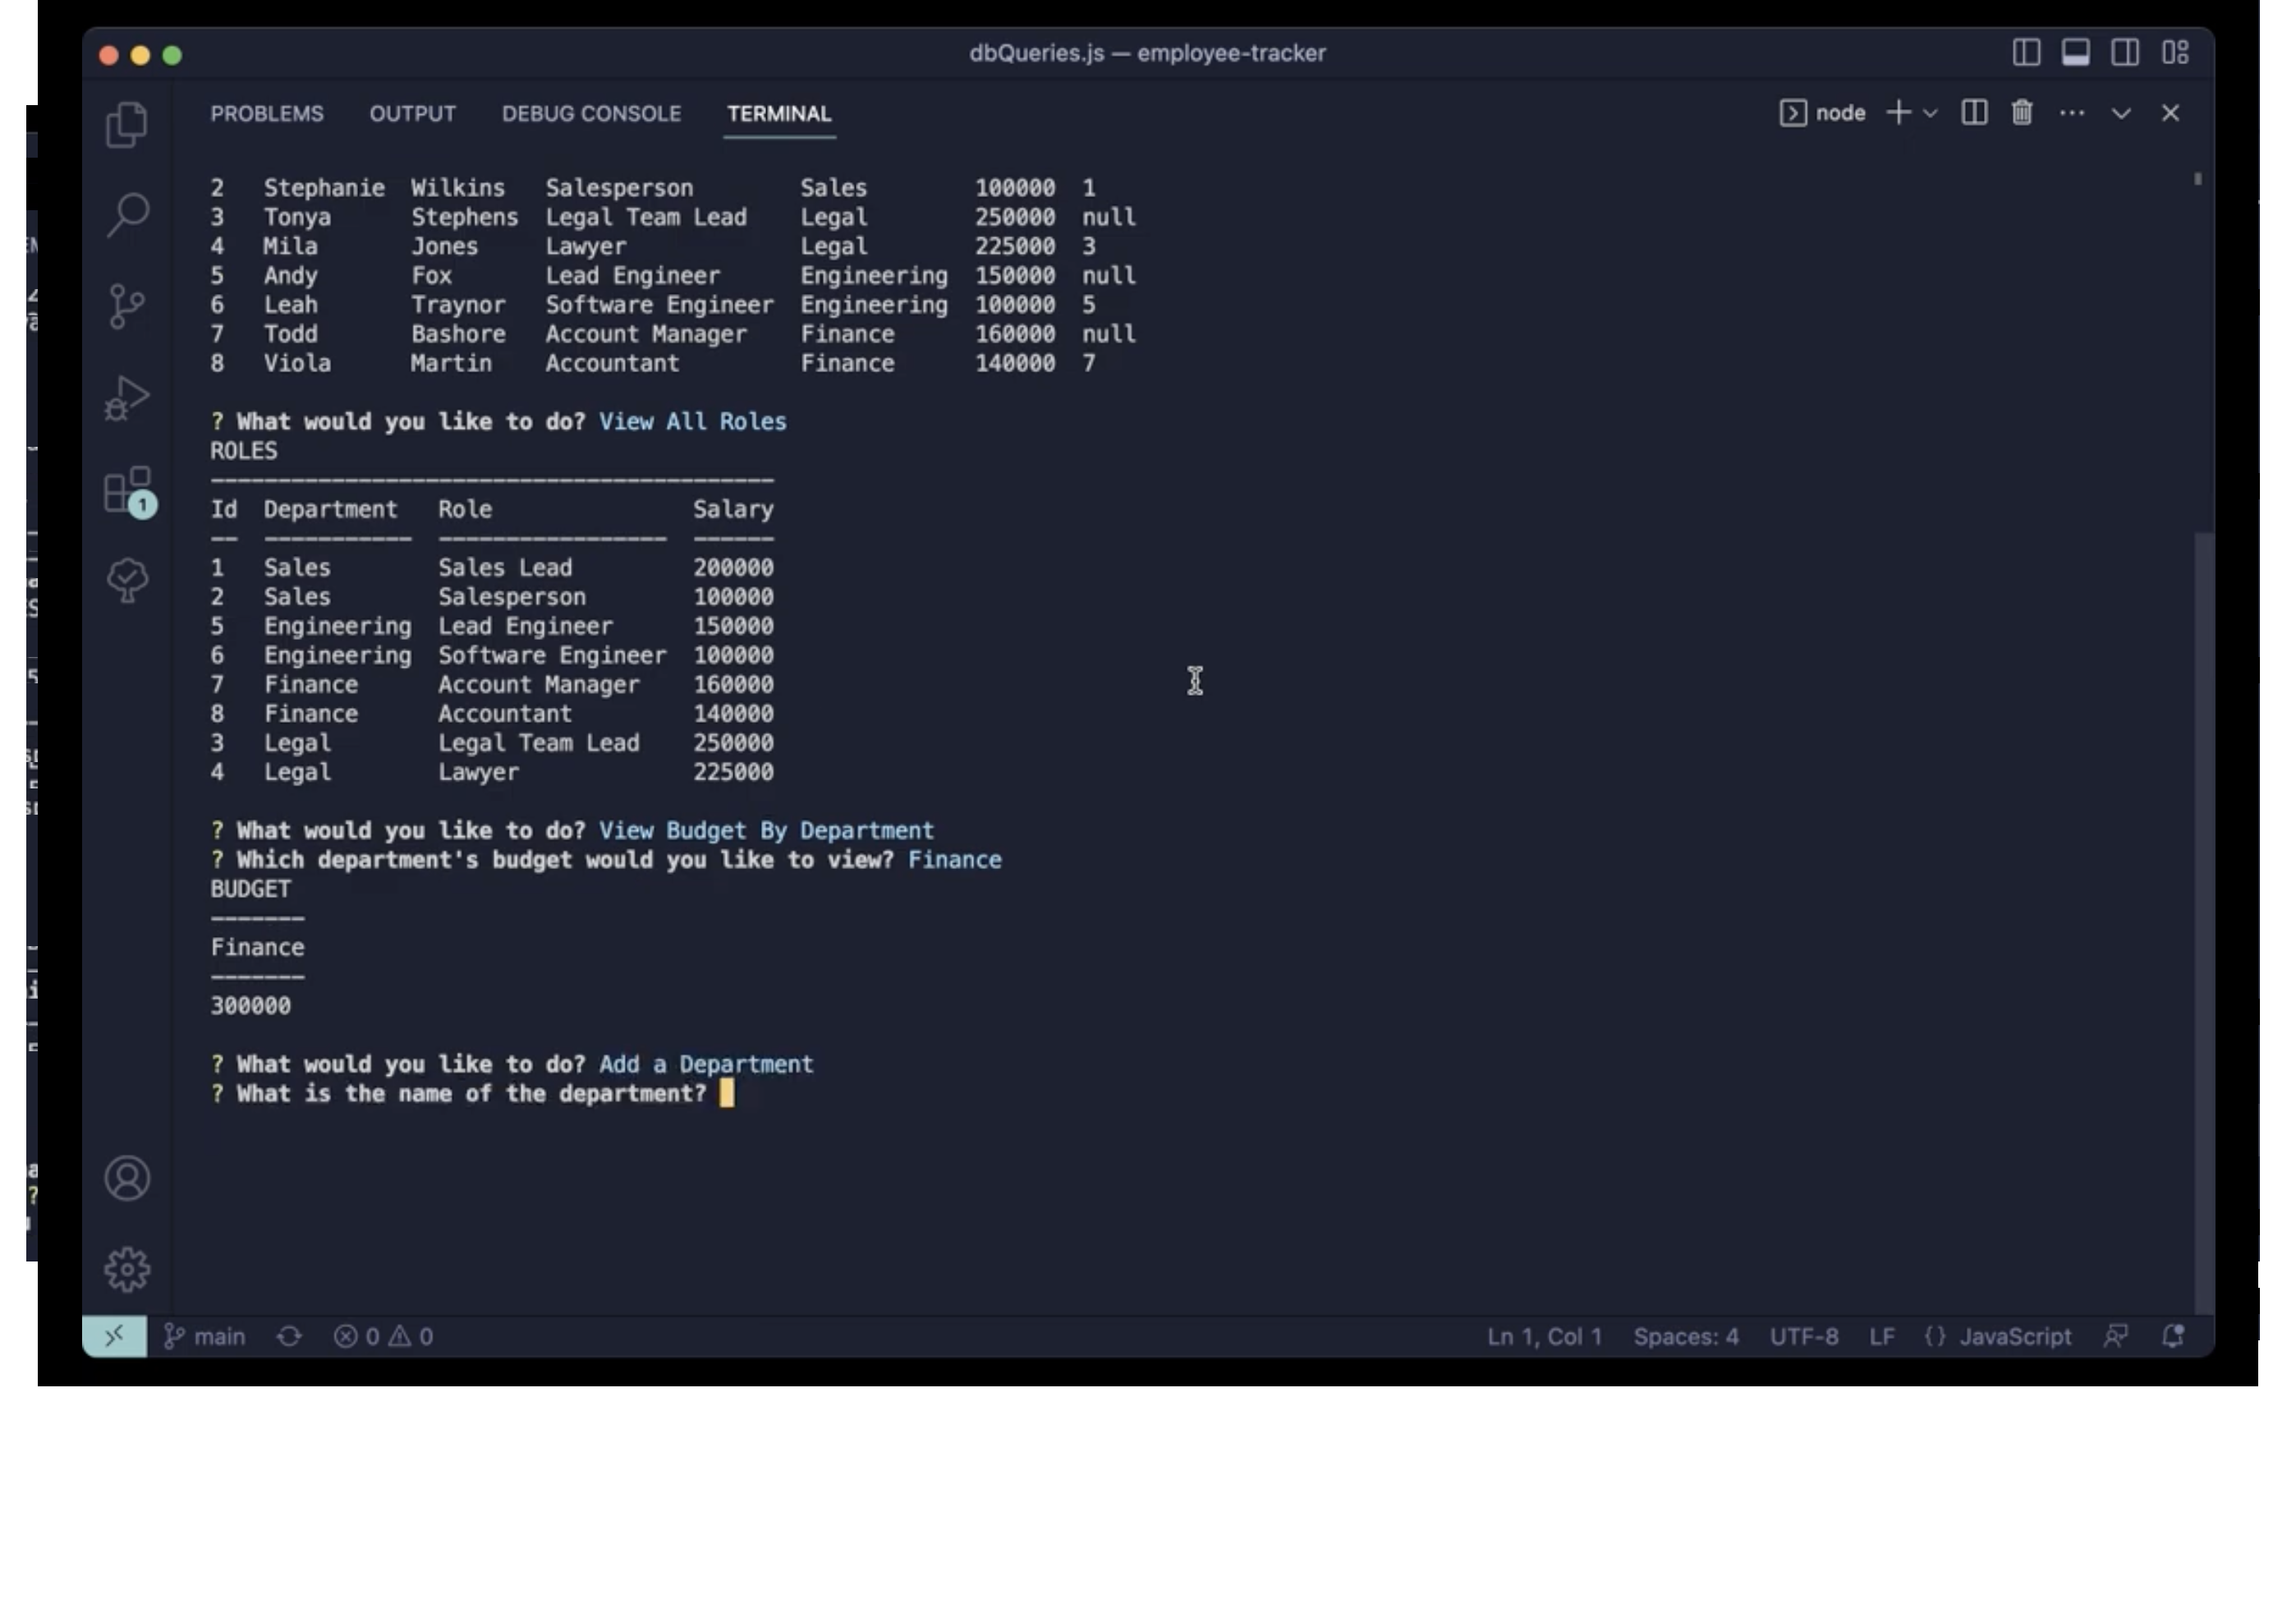 dbQueries.js — employee-tracker
PROBLEMS OUTPUT DEBUG CONSOLE TERMINAL node
2 Stephanie Wilkins Salesperson Sales 100000 1
3 Tonya Stephens Legal Team Lead Legal 250000 null
4 Mila Jones Lawyer Legal 225000 3
5 Andy Fox Lead Engineer Engineering 150000 null
6 Leah Traynor Software Engineer Engineering 100000 5
7 Todd Bashore Account Manager Finance 160000 null
8 Viola Martin Accountant Finance 140000 7
? What would you like to do? View All Roles
ROLES
Id Department Role Salary
1 Sales Sales Lead 200000
2 Sales Salesperson 100000
5 Engineering Lead Engineer 150000
6 Engineering Software Engineer 100000
7 Finance Account Manager 160000
8 Finance Accountant 140000
3 Legal Legal Team Lead 250000
4 Legal Lawyer 225000
? What would you like to do? View Budget By Department
? Which department's budget would you like to view? Finance
BUDGET
Finance
300000
? What would you like to do? Add a Department
? What is the name of the department?
1
main 0 0 Ln 1, Col 1 Spaces: 4 UTF-8 LF {} JavaScript